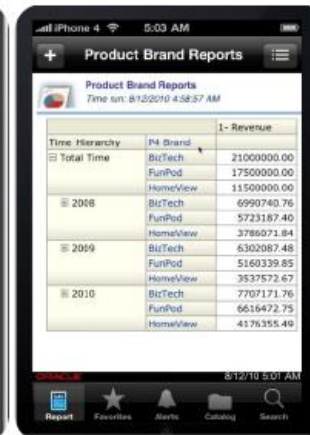 iPhone 4 5:03 AM
+ Product Brand Reports
Product Brand Reports
Time run: 8/12/2010 4:58:57 AM
1- Revenue
Time Hierarchy P4 Brand
Total Time BizTech 21000000.00
FunPod 17500000.00
HomeView 11500000.00
2008 BizTech 6990740.76
FunPod 5723187.40
HomeView 3786071.84
2009 BizTech 6302087.48
FunPod 5160339.85
HomeView 3537572.67
2010 BizTech 7707171.76
FunPod 6616472.75
HomeView 4176355.49
ORACLE 8/12/10 5:01 AM
Report Favorites Alerts Catalog Search